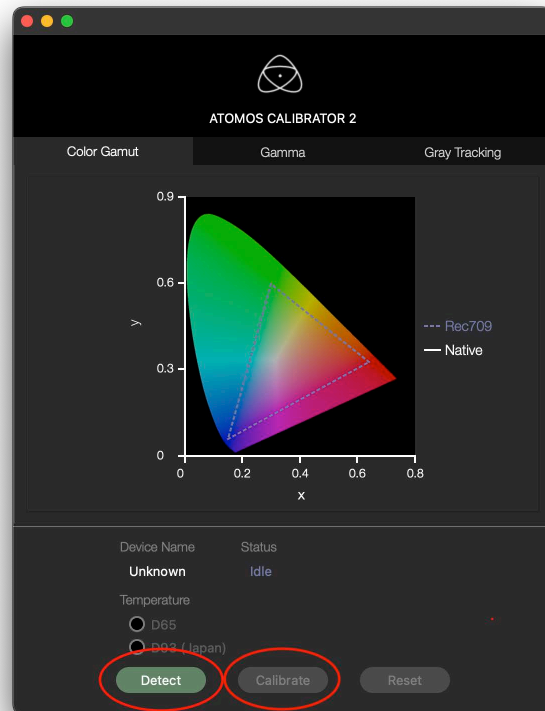 ATOMOS CALIBRATOR 2
Color Gamut Gamma Gray Tracking
0.9
0.6
y
Rec709
Native
0.3
0
0 0.2 0.4 0.6 0.8
x
Device Name Status
Unknown Idle
Temperature
D65
D93 (Japan)
Detect Calibrate Reset